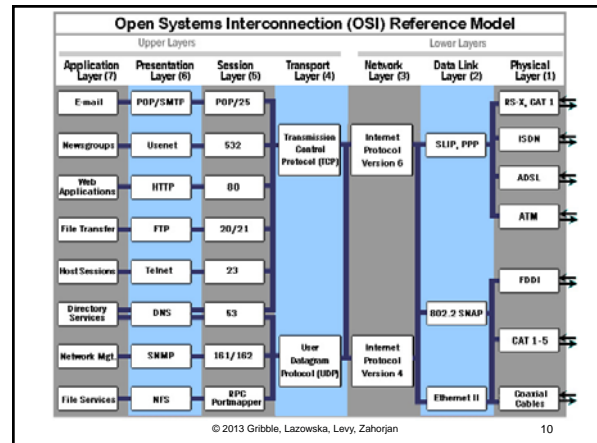 Open Systems Interconnection (OSI) Reference Model
Upper Layers
Lower Layers
Application Layer (7)
Presentation Layer (6)
Session Layer (5)
Transport Layer (4)
Network Layer (3)
Data Link Layer (2)
Physical Layer (1)
E-mail
POP/SMTP
POP/25
Newsgroups
Usenet
532
Web Applications
HTTP
80
File Transfer
FTP
20/21
Host Sessions
Telnet
23
Directory Services
DNS
53
Network Mgt.
SNMP
161/162
File Services
NFS
RPC Portmapper
Transmission Control Protocol (TCP)
User Datagram Protocol (UDP)
Internet Protocol Version 6
Internet Protocol Version 4
SLIP, PPP
802.2 SNAP
Ethernet II
RS-X, CAT 1
ISDN
ADSL
ATM
FDDI
CAT 1-5
Coaxial Cables
© 2013 Gribble, Lazowska, Levy, Zahorjan
10